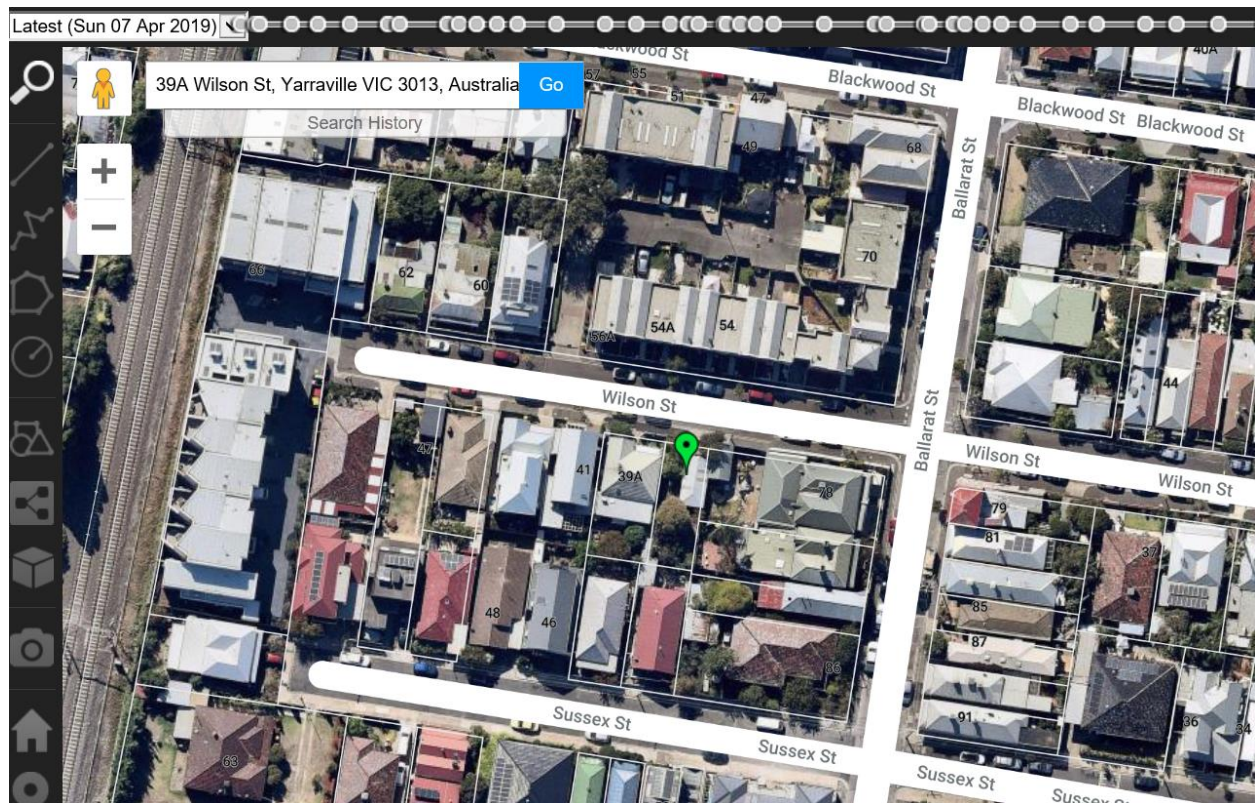 Latest (Sun 07 Apr 2019)
39A Wilson St, Yarraville VIC 3013, Australia
Go
Search History
Blackwood St
Blackwood St
Blackwood St
40A
57
55
51
47
49
68
Ballarat St
62
66
60
70
56A
54A
54
44
Wilson St
Ballarat St
Wilson St
Wilson St
47
41
39A
78
79
81
37
48
46
85
87
86
91
36
34
Sussex St
Sussex St
Sussex St
63